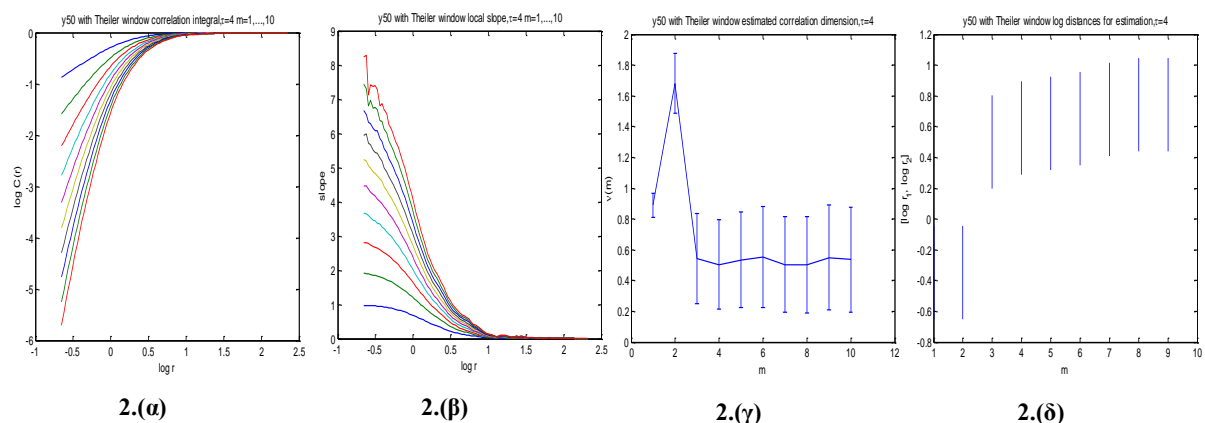 y50 with Theiler window correlation integral,τ=4 m=1,...,10
0
-1
-2
-3
-4
-5
-6
log C(r)
-1 -0.5 0 0.5 1 1.5 2 2.5
log r
2.(α)
y50 with Theiler window local slope,τ=4 m=1,...,10
9
8
7
6
5
4
3
2
1
0
slope
-1 -0.5 0 0.5 1 1.5 2 2.5
log r
2.(β)
y50 with Theiler window estimated correlation dimension,τ=4
2
1.8
1.6
1.4
1.2
1
0.8
0.6
0.4
0.2
0
v(m)
0 2 4 6 8 10 12
m
2.(γ)
y50 with Theiler window log distances for estimation,τ=4
1.2
1
0.8
0.6
0.4
0.2
0
-0.2
-0.4
-0.6
-0.8
[log r1, log r2]
1 2 3 4 5 6 7 8 9 10
m
2.(δ)